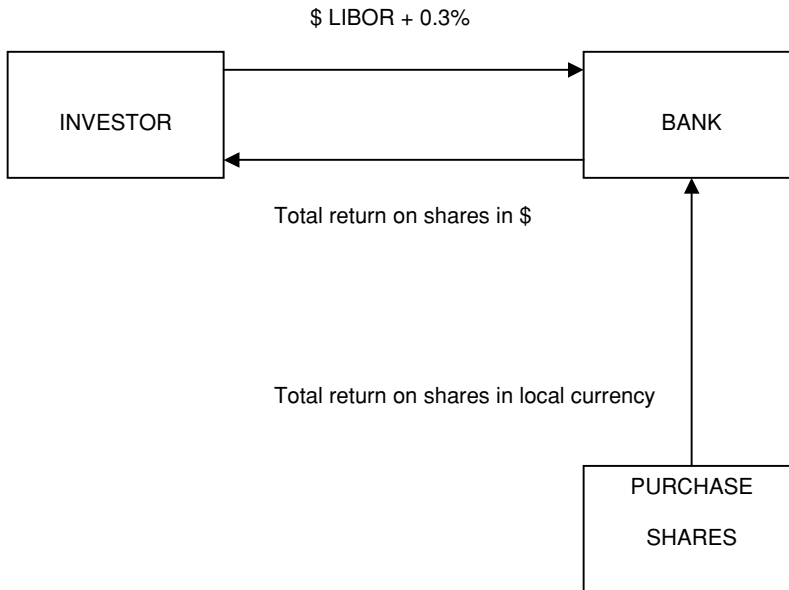 $ LIBOR + 0.3%
INVESTOR
BANK
Total return on shares in $
Total return on shares in local currency
PURCHASE
SHARES